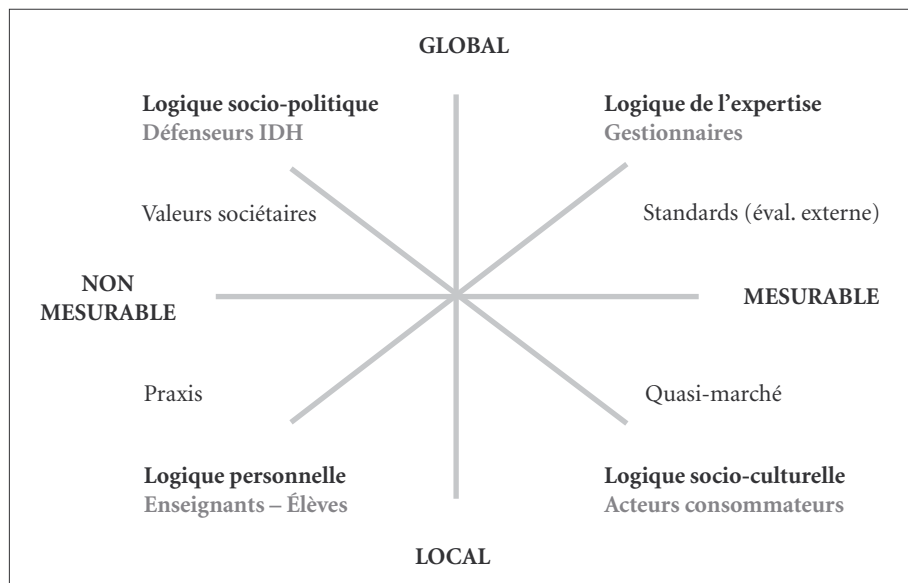 GLOBAL
Logique socio-politique
Défenseurs IDH
Logique de l’expertise
Gestionnaires
Valeurs sociétaires
Standards (éval. externe)
NON
MESURABLE
MESURABLE
Praxis
Quasi-marché
Logique personnelle
Enseignants – Élèves
Logique socio-culturelle
Acteurs consommateurs
LOCAL